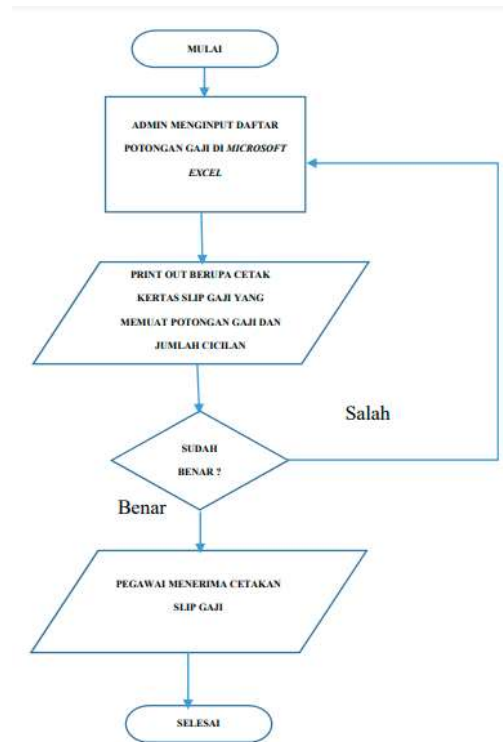 MULAI
ADMIN MENGINPUT DAFTAR
POTONGAN GAJI DI MICROSOFT
EXCEL
PRINT OUT BERUPA CETAK
KERTAS SLIP GAJI YANG
MEMUAT POTONGAN GAJI DAN
JUMLAH CICILAN
Salah
SUDAH
BENAR ?
Benar
PEGAWAI MENERIMA CETAKAN
SLIP GAJI
SELESAI